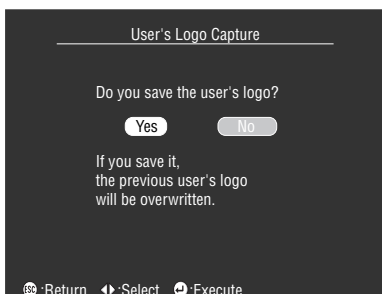 User's Logo Capture
Do you save the user's logo?
Yes No
If you save it,
the previous user's logo
will be overwritten.
ESC :Return :Select :Execute